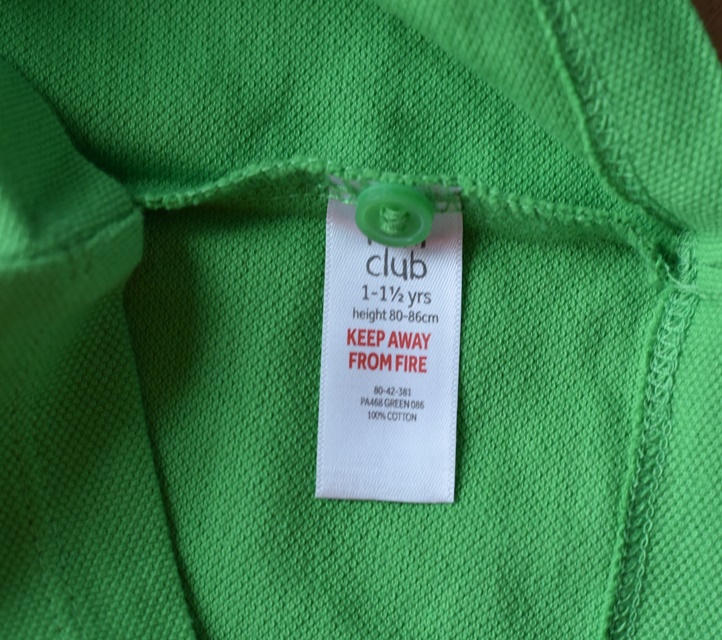 club
1-1½ yrs
height 80-86cm
KEEP AWAY
FROM FIRE
80-42-381
PA468 GREEN 086
100% COTTON